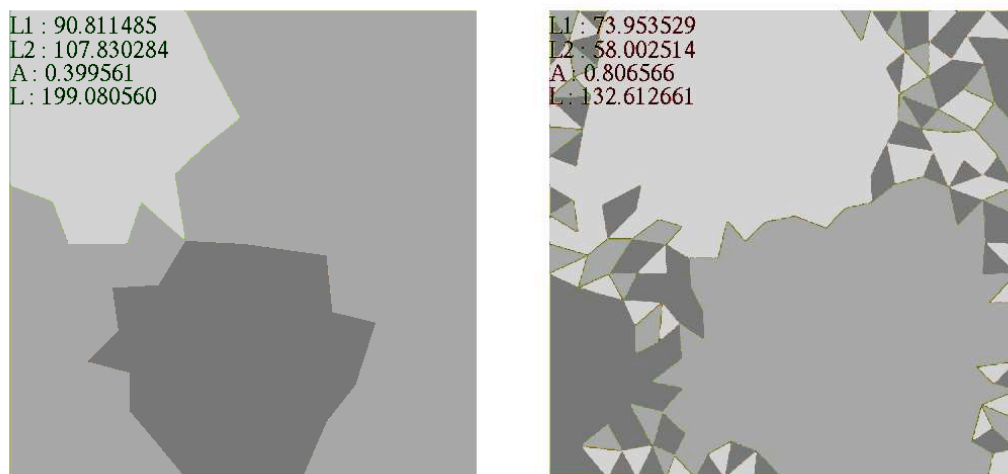 L1 : 90.811485
L2 : 107.830284
A : 0.399561
L : 199.080560
L1 : 73.953529
L2 : 58.002514
A : 0.806566
L : 132.612661